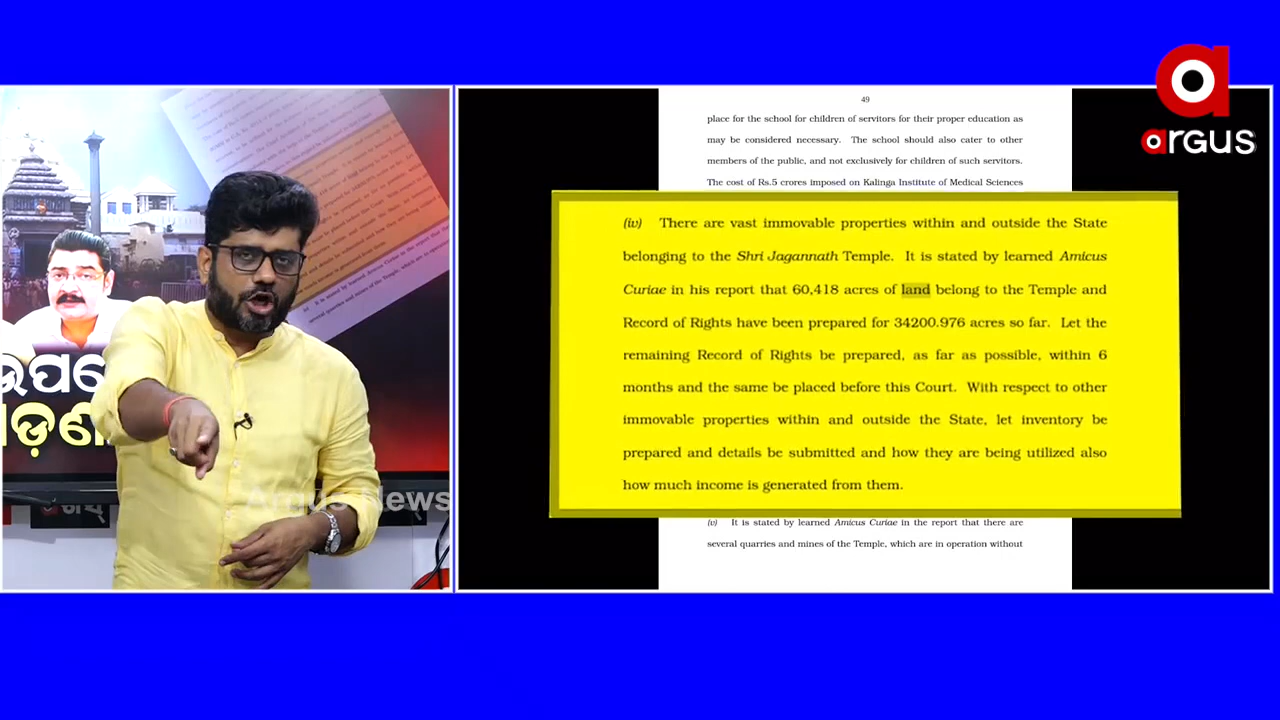 argus
49
place for the school for children of servitors for their proper education as
may be considered necessary. The school should also cater to other
members of the public, and not exclusively for children of such servitors.
The cost of Rs.5 crores imposed on Kalinga Institute of Medical Sciences
(iv) There are vast immovable properties within and outside the State
belonging to the Shri Jagannath Temple. It is stated by learned Amicus
Curiae in his report that 60,418 acres of land belong to the Temple and
Record of Rights have been prepared for 34200.976 acres so far. Let the
remaining Record of Rights be prepared, as far as possible, within 6
months and the same be placed before this Court. With respect to other
immovable properties within and outside the State, let inventory be
prepared and details be submitted and how they are being utilized also
how much income is generated from them.
(v) It is stated by learned Amicus Curiae in the report that there are
several quarries and mines of the Temple, which are in operation without
Argus News